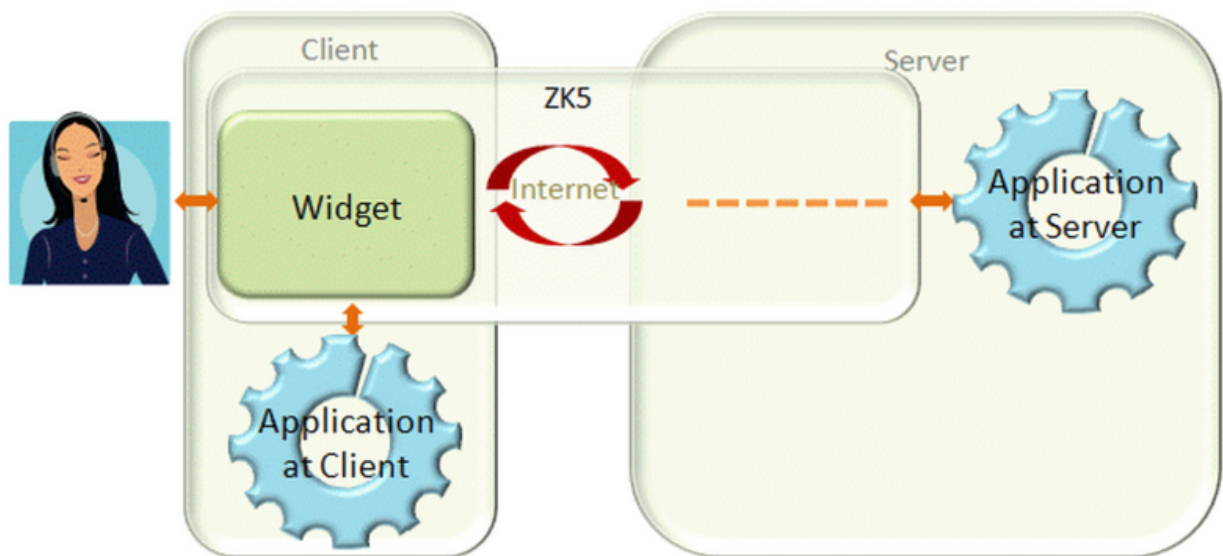 Client
Server
ZK5
Widget
Internet
Application
at Server
Application
at Client